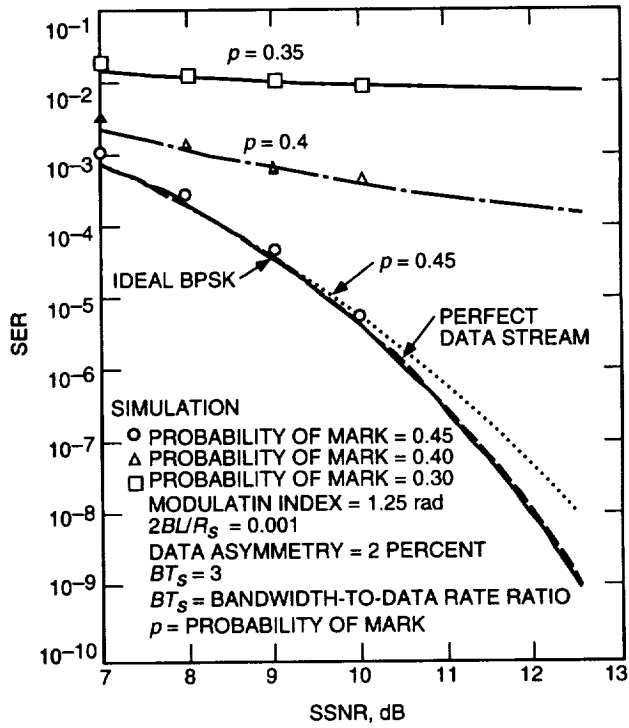 10⁻¹
p = 0.35
10⁻²
p = 0.4
10⁻³
10⁻⁴
IDEAL BPSK
p = 0.45
10⁻⁵
PERFECT
DATA STREAM
SER
10⁻⁶
SIMULATION
○ PROBABILITY OF MARK = 0.45
△ PROBABILITY OF MARK = 0.40
□ PROBABILITY OF MARK = 0.30
10⁻⁷
MODULATIN INDEX = 1.25 rad
2BL/Rₛ = 0.001
10⁻⁸
DATA ASYMMETRY = 2 PERCENT
BTₛ = 3
10⁻⁹
BTₛ = BANDWIDTH-TO-DATA RATE RATIO
p = PROBABILITY OF MARK
10⁻¹⁰
7 8 9 10 11 12 13
SSNR, dB